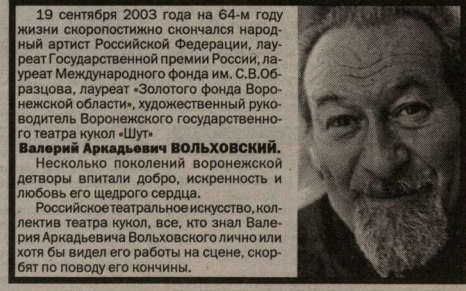 19 сентября 2003 года на 64-м году
жизни скоропостижно скончался народ-
ный артист Российской Федерации, лау-
реат Государственной премии России, ла-
уреат Международного фонда им. С.В.Об-
разцова, лауреат «Золотого фонда Воро-
нежской области», художественный руко-
водитель Воронежского государственно-
го театра кукол «Шут»
Валерий Аркадьевич ВОЛЬХОВСКИЙ.
Несколько поколений воронежской
детворы впитали добро, искренность и
любовь его щедрого сердца.
Российское театральное искусство, кол-
лектив театра кукол, все, кто знал Вале-
рия Аркадьевича Вольховского лично или
хотя бы видел его работы на сцене, скор-
бят по поводу его кончины.